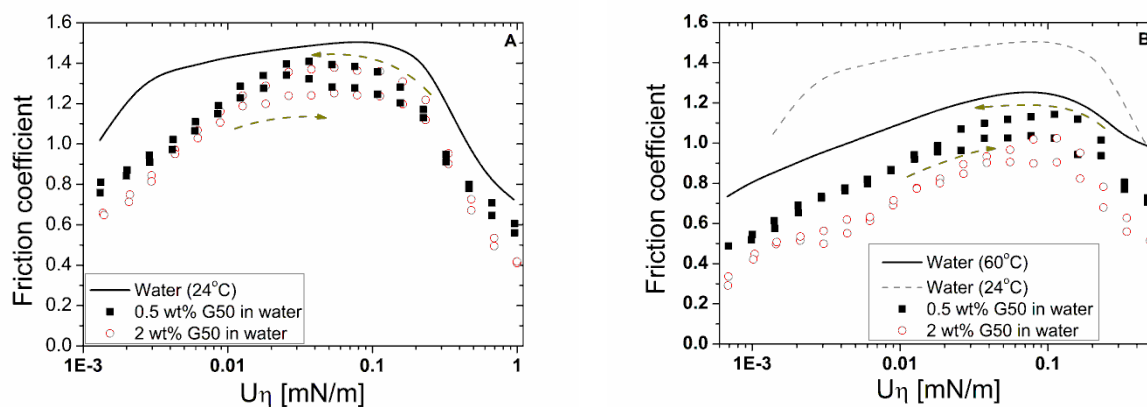 A
Friction coefficient
1.6
1.4
1.2
1.0
0.8
0.6
0.4
0.2
0.0
Water (24°C)
0.5 wt% G50 in water
2 wt% G50 in water
1E-3
0.01
0.1
1
Uη [mN/m]
B
Friction coefficient
1.6
1.4
1.2
1.0
0.8
0.6
0.4
0.2
0.0
Water (60°C)
Water (24°C)
0.5 wt% G50 in water
2 wt% G50 in water
1E-3
0.01
0.1
Uη [mN/m]